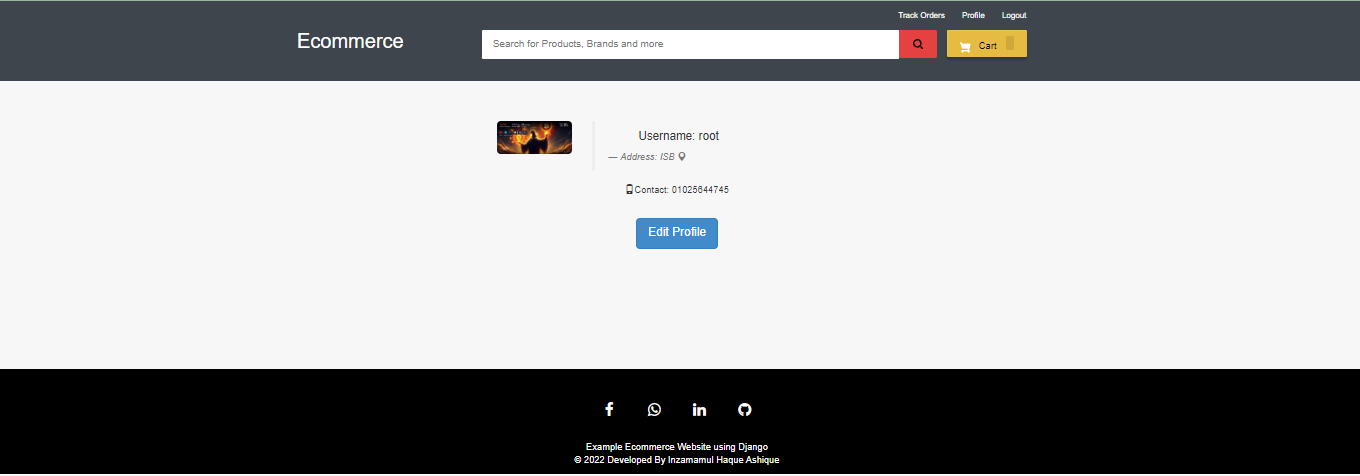 Track Orders Profile Logout
Ecommerce
Search for Products, Brands and more
Cart
Username: root
— Address: ISB
Contact: 01025644745
Edit Profile
Example Ecommerce Website using Django
© 2022 Developed By Inzamamul Haque Ashique